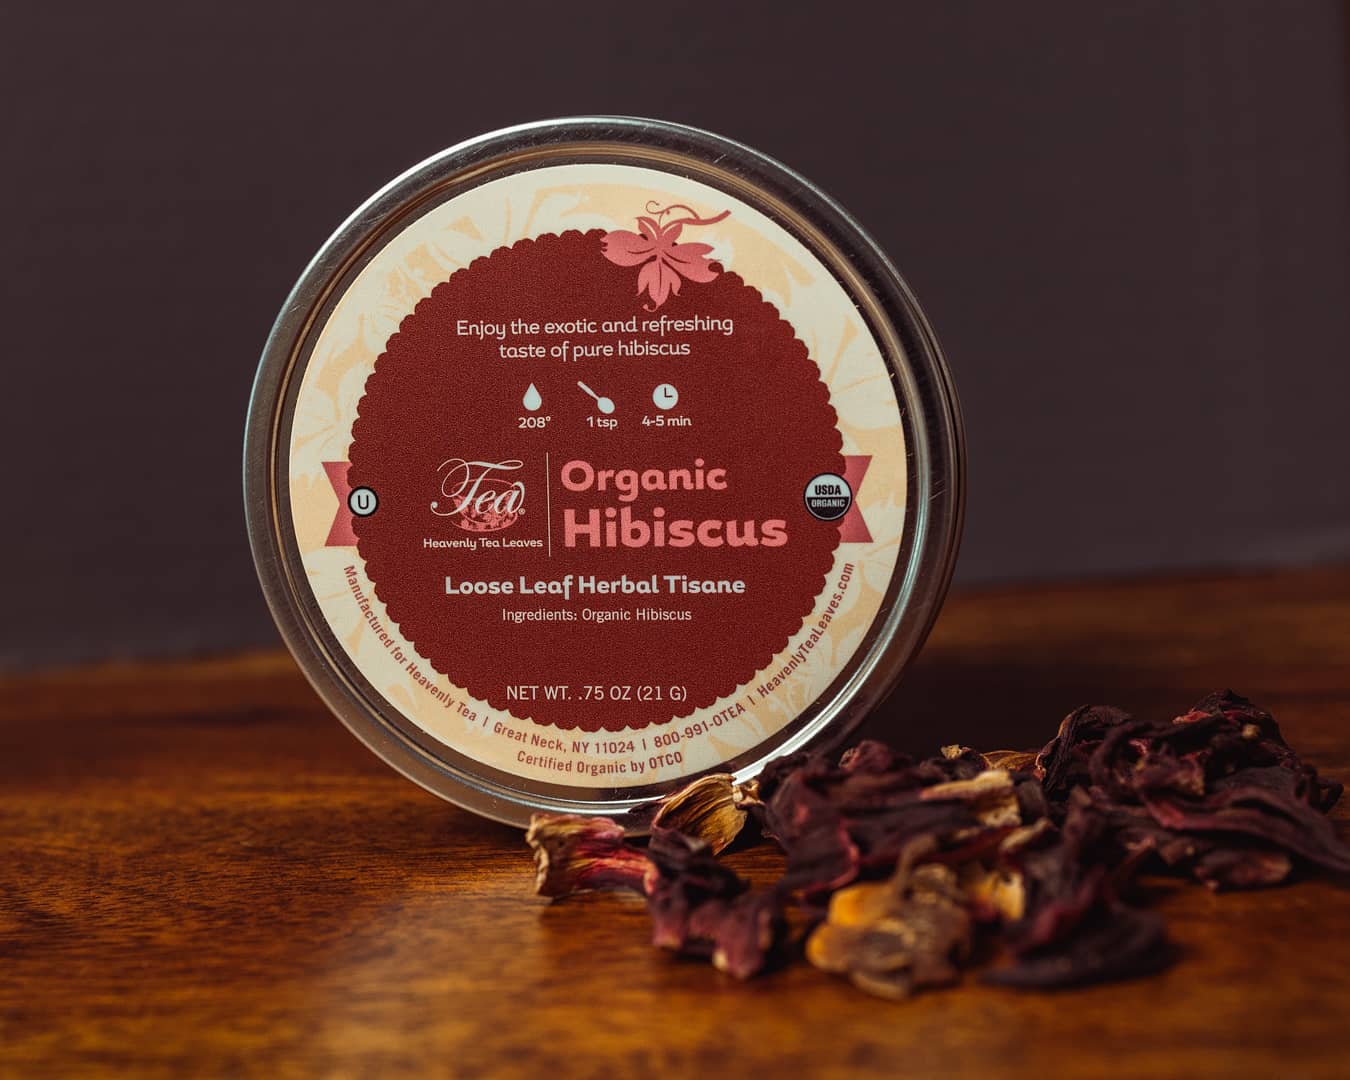 Enjoy the exotic and refreshing
taste of pure hibiscus
208° 1 tsp 4-5 min
Tea®
Heavenly Tea Leaves
Organic
Hibiscus
U
USDA
ORGANIC
Loose Leaf Herbal Tisane
Ingredients: Organic Hibiscus
NET WT. .75 OZ (21 G)
Manufactured for Heavenly Tea | Great Neck, NY 11024 | 800-991-0TEA | HeavenlyTeaLeaves.com
Certified Organic by OTCO